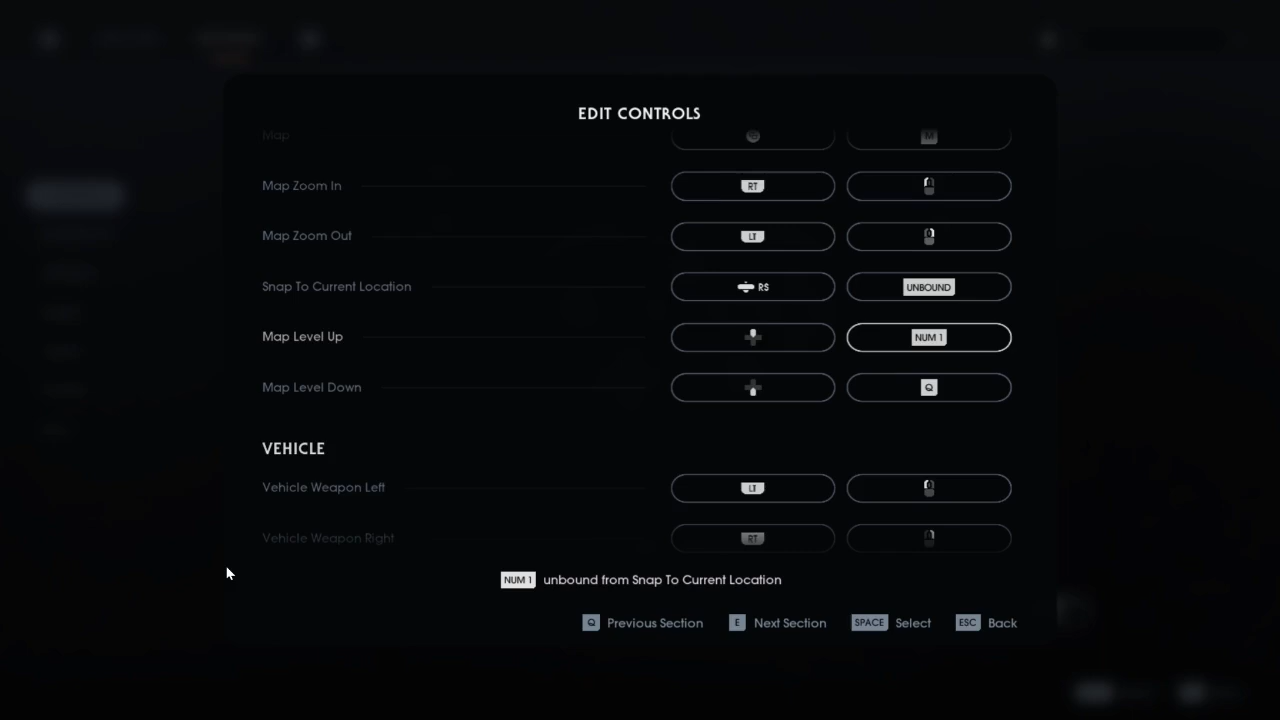 EDIT CONTROLS
Map M
Map Zoom In RT
Map Zoom Out LT
Snap To Current Location RS UNBOUND
Map Level Up NUM 1
Map Level Down Q
VEHICLE
Vehicle Weapon Left LT
Vehicle Weapon Right RT
NUM 1 unbound from Snap To Current Location
Q Previous Section E Next Section SPACE Select ESC Back